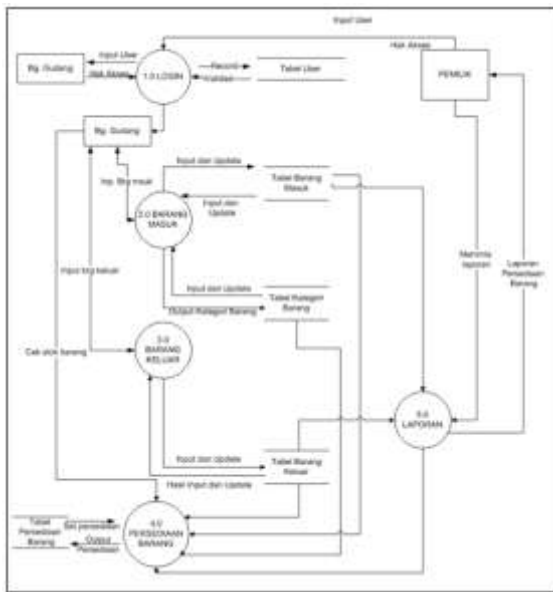 Input User
Input User
Hak Akses
Bg. Gudang
Hak Akses
1.0 LOGIN
Record
Validasi
Tabel User
PEMILIK
Bg. Gudang
Input dan Update
Inp. Brg masuk
Tabel Barang
Masuk
2.0 BARANG
MASUK
Input dan
Update
Input brg keluar
Input dan Update
Output Kategori Barang
Tabel Kategori
Barang
Meminta
laporan
Laporan
Persediaan
Barang
3.0
BARANG
KELUAR
Cek stok barang
5.0
LAPORAN
Input dan Update
Tabel Barang
Keluar
Hasil Input dan Update
Tabel
Persediaan
Barang
Set persediaan
Output
Persediaan
4.0
PERSEDIAAN
BARANG